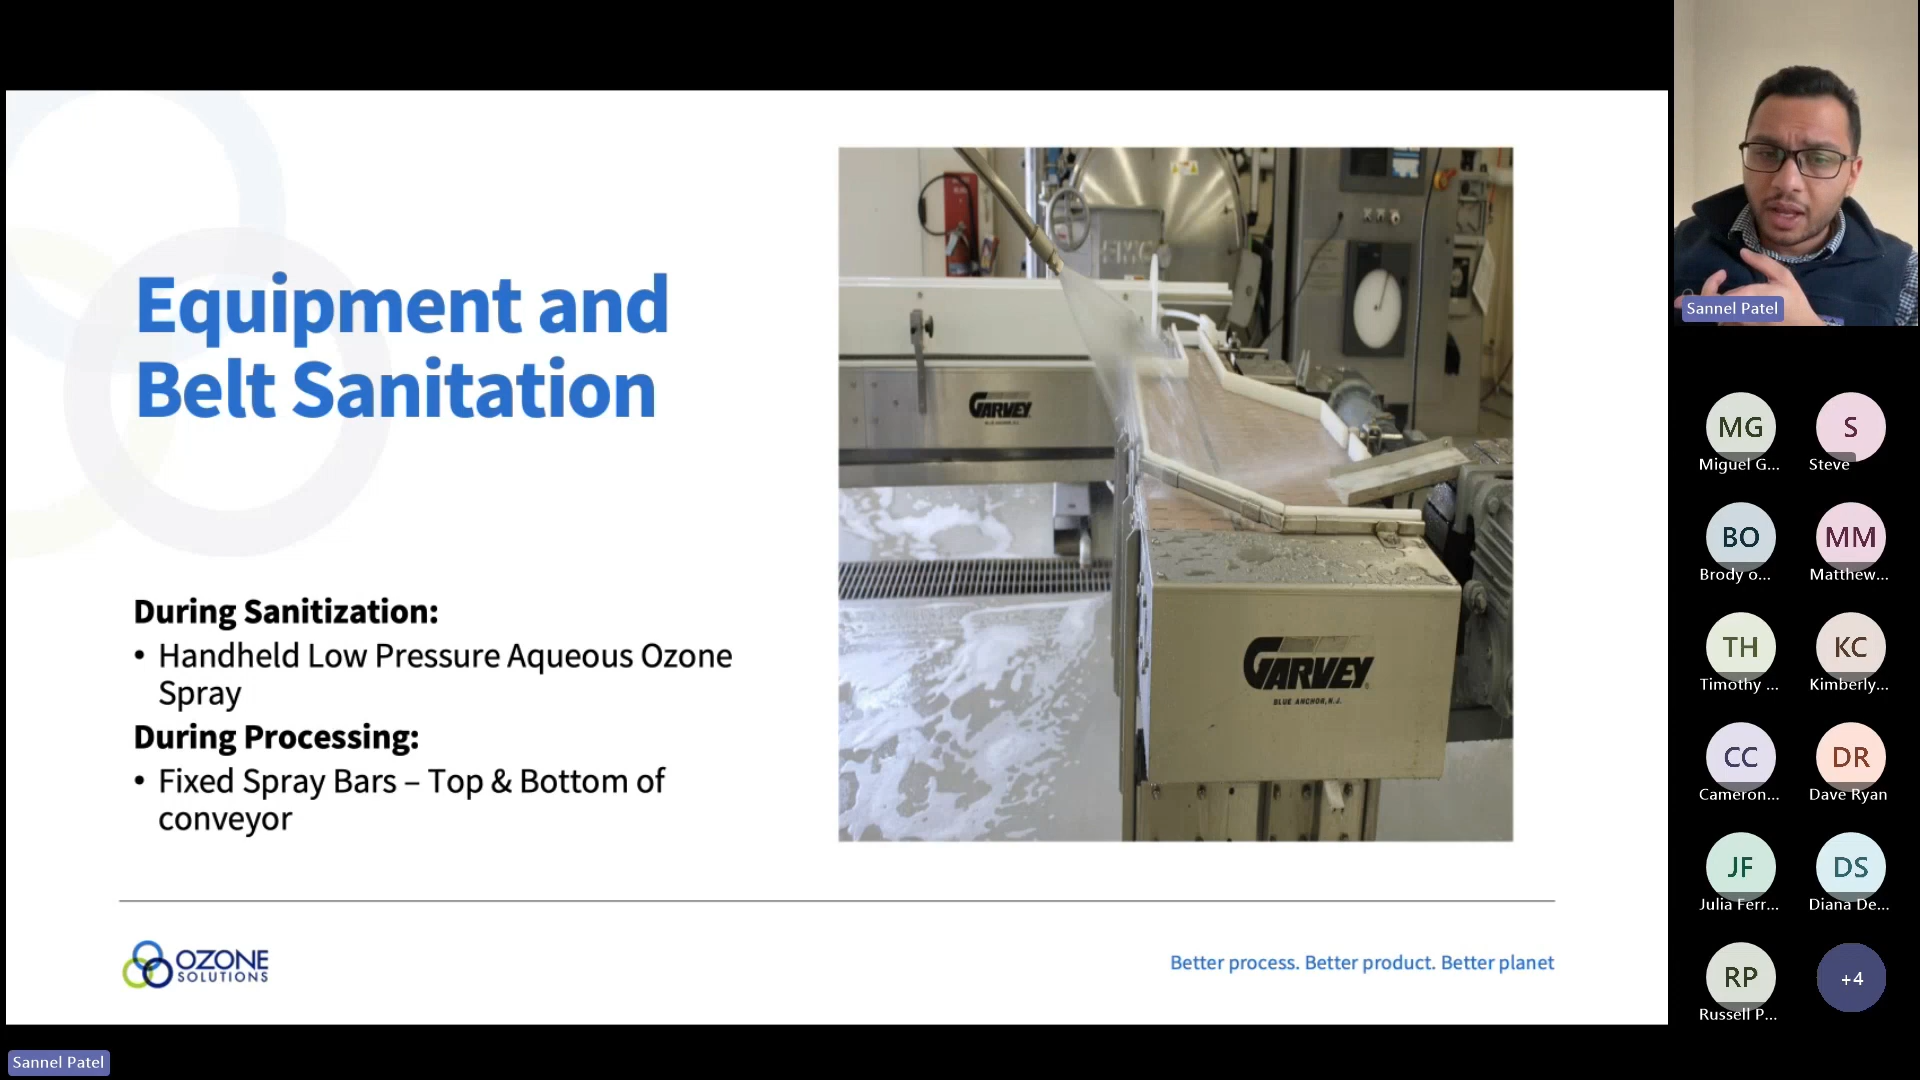 Equipment and
Belt Sanitation
During Sanitization:
• Handheld Low Pressure Aqueous Ozone
Spray
During Processing:
• Fixed Spray Bars – Top & Bottom of
conveyor
GARVEY
GARVEY
BLUE ANCHOR, N.J.
OZONE
SOLUTIONS
Better process. Better product. Better planet
Sannel Patel
Sannel Patel
MG
Miguel G...
S
Steve
BO
Brody o...
MM
Matthew...
TH
Timothy ...
KC
Kimberly...
CC
Cameron...
DR
Dave Ryan
JF
Julia Ferr...
DS
Diana De...
RP
Russell P...
+4